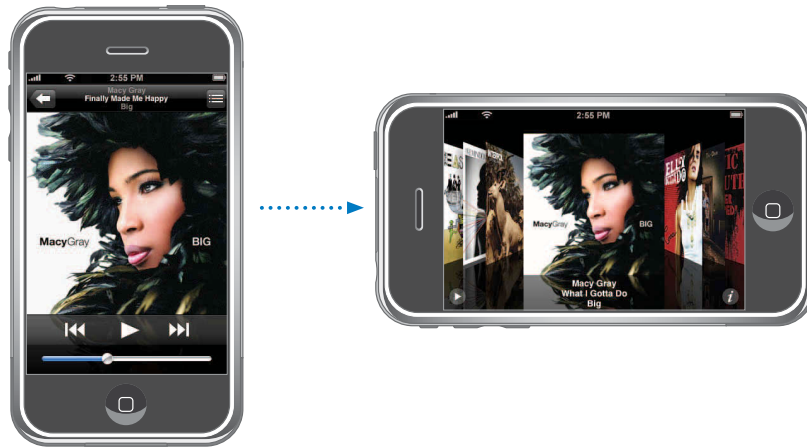 2:55 PM
Macy Gray
Finally Made Me Happy
Big
MacyGray
BIG
2:55 PM
MacyGray
BIG
Macy Gray
What I Gotta Do
Big
i